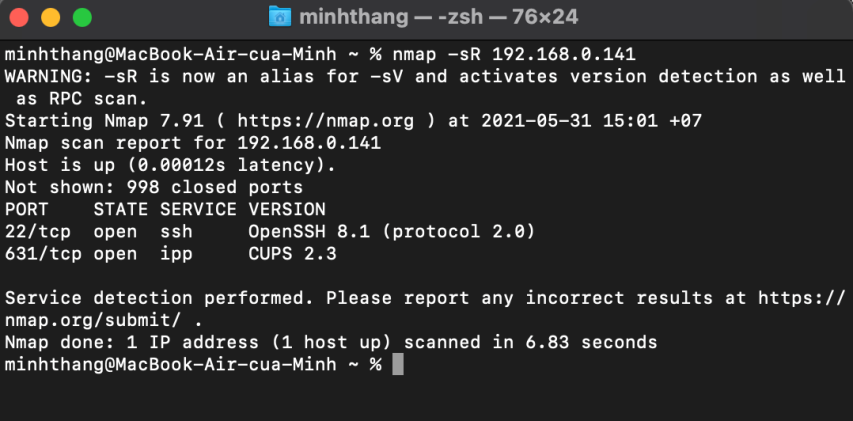 minhthang — -zsh — 76×24
minhthang@MacBook-Air-cua-Minh ~ % nmap -sR 192.168.0.141
WARNING: -sR is now an alias for -sV and activates version detection as well
 as RPC scan.
Starting Nmap 7.91 ( https://nmap.org ) at 2021-05-31 15:01 +07
Nmap scan report for 192.168.0.141
Host is up (0.00012s latency).
Not shown: 998 closed ports
PORT    STATE SERVICE VERSION
22/tcp  open  ssh     OpenSSH 8.1 (protocol 2.0)
631/tcp open  ipp     CUPS 2.3
Service detection performed. Please report any incorrect results at https://
nmap.org/submit/ .
Nmap done: 1 IP address (1 host up) scanned in 6.83 seconds
minhthang@MacBook-Air-cua-Minh ~ %